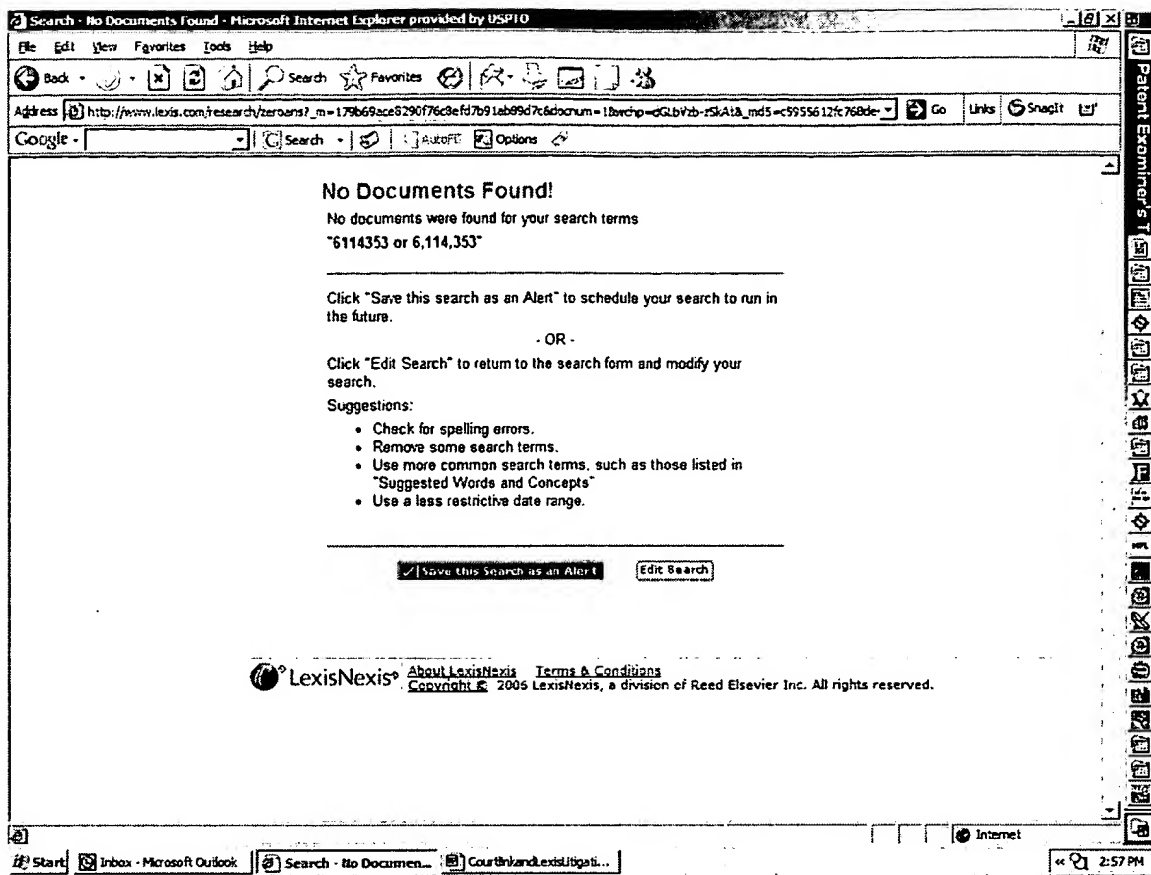 Search - No Documents Found - Microsoft Internet Explorer provided by USPTO
File Edit View Favorites Tools Help
Back Search Favorites
Address http://www.lexis.com/research/zeroans?_m=179b69ace8290f76c3efd7b91ab99d7c&docnum=1&wchp=dGLbVzb-zSkAt&_md5=c5955612fc768de Go Links SnagIt
Google - Search AutoFill Options
No Documents Found!
No documents were found for your search terms
"6114353 or 6,114,353"
Click "Save this search as an Alert" to schedule your search to run in
the future.
- OR -
Click "Edit Search" to return to the search form and modify your
search.
Suggestions:
• Check for spelling errors.
• Remove some search terms.
• Use more common search terms, such as those listed in
"Suggested Words and Concepts"
• Use a less restrictive date range.
Save this Search as an Alert Edit Search
LexisNexis® About LexisNexis Terms & Conditions
Copyright © 2006 LexisNexis, a division of Reed Elsevier Inc. All rights reserved.
Internet
Start Inbox - Microsoft Outlook Search - No Documen... CourtlinkandLexisLitigati... 2:57 PM
Patent Examiner's T